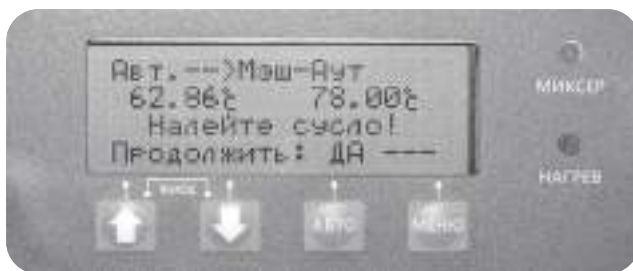 Авт.-->Мэш-Аут
62.86℃ 78.00℃
Налейте сусло!
Продолжить: ДА ---
МИКСЕР
НАГРЕВ
АВТО
МЕНЮ